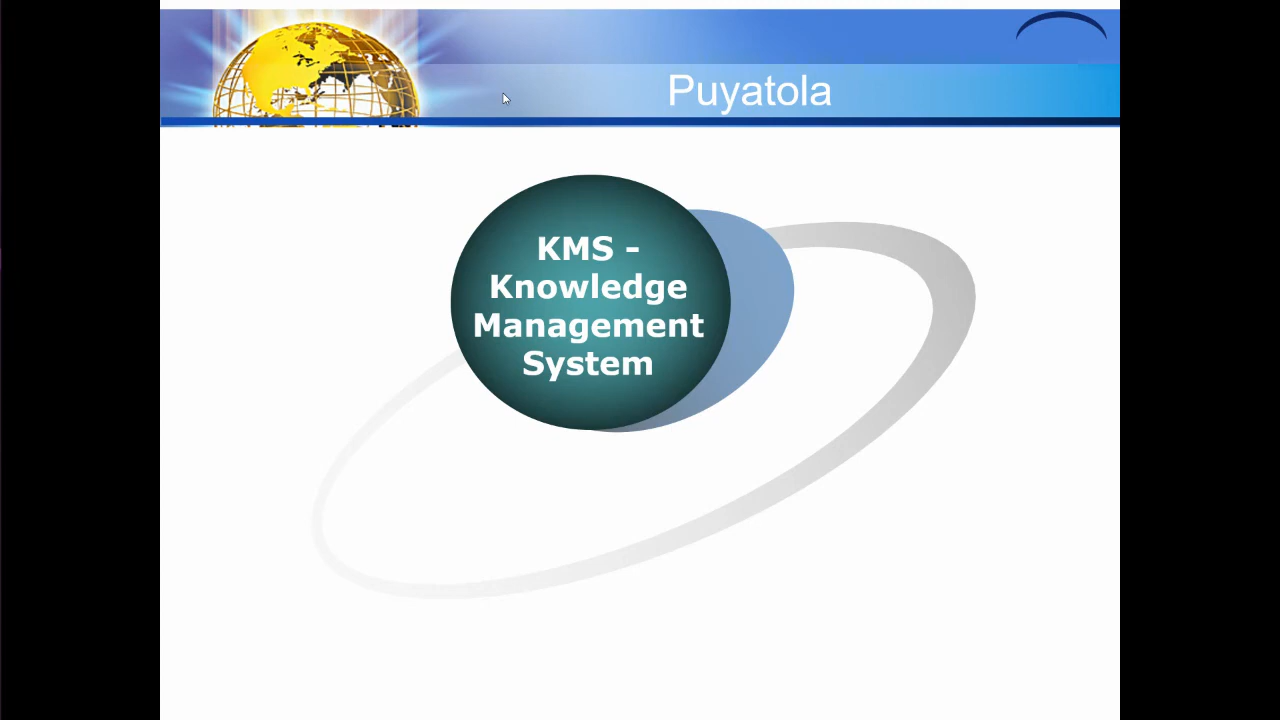 Puyatola
KMS -
Knowledge
Management
System